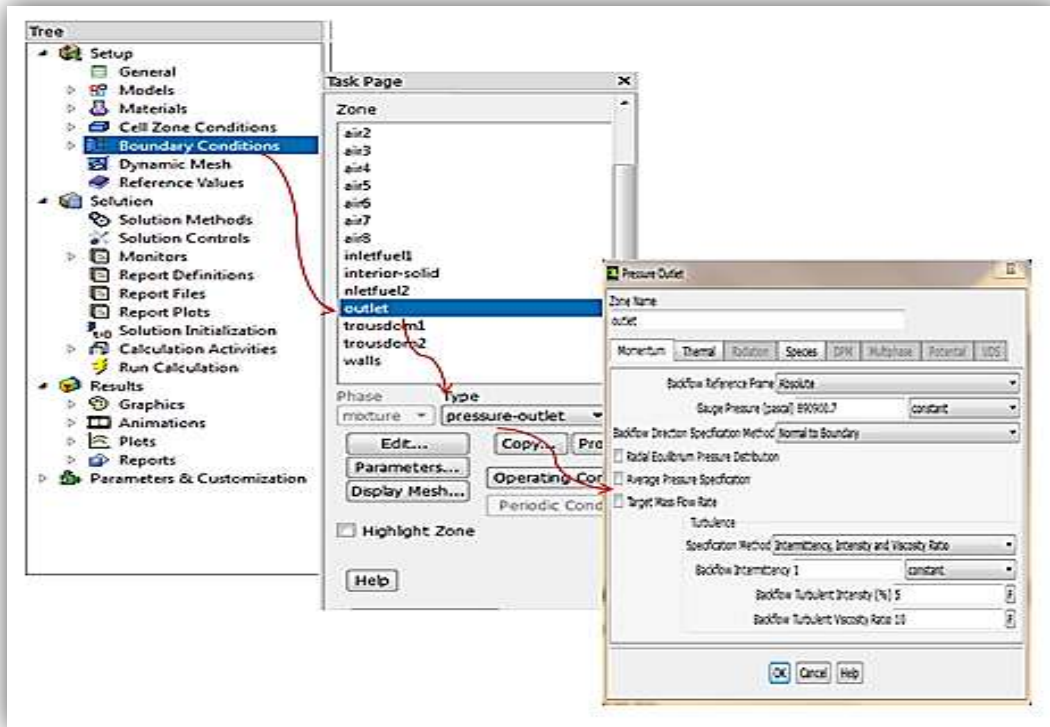 Tree
Setup
General
Models
Materials
Cell Zone Conditions
Boundary Conditions
Dynamic Mesh
Reference Values
Solution
Solution Methods
Solution Controls
Monitors
Report Definitions
Report Files
Report Plots
Solution Initialization
Calculation Activities
Run Calculation
Results
Graphics
Animations
Plots
Reports
Parameters & Customization
Task Page
Zone
air2
air3
air4
air5
air6
air7
air8
inletfuel1
interior-solid
nletfuel2
outlet
trousdom1
trousdom2
walls
Phase Type
mixture pressure-outlet
Edit... Copy... Pro
Parameters... Operating Con
Display Mesh... Periodic Cond
Highlight Zone
Help
Pressure Outlet
Zone Name
outlet
Momentum Thermal Radiation Species DPM Multiphase Potential UDS
Backflow Reference Frame Absolute
Gauge Pressure (pascal) 890900.7 constant
Backflow Direction Specification Method Normal to Boundary
Radial Equilibrium Pressure Distribution
Average Pressure Specification
Target Mass Flow Rate
Turbulence
Specification Method Intermittency, Intensity and Viscosity Ratio
Backflow Intermittency 1 constant
Backflow Turbulent Intensity (%) 5
Backflow Turbulent Viscosity Ratio 10
OK Cancel Help